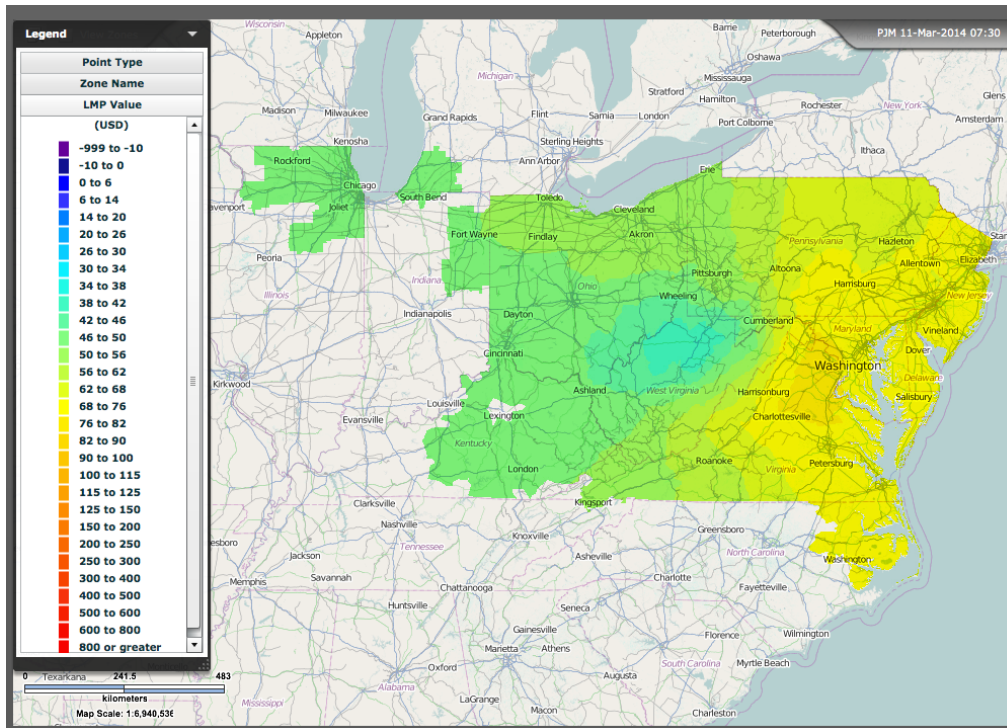 Legend
PJM 11-Mar-2014 07:30
Point Type
Zone Name
LMP Value
(USD)
-999 to -10
-10 to 0
0 to 6
6 to 14
14 to 20
20 to 26
26 to 30
30 to 34
34 to 38
38 to 42
42 to 46
46 to 50
50 to 56
56 to 62
62 to 68
68 to 76
76 to 82
82 to 90
90 to 100
100 to 115
115 to 125
125 to 150
150 to 200
200 to 250
250 to 300
300 to 400
400 to 500
500 to 600
600 to 800
800 or greater
0 241.5 483
kilometers
Map Scale: 1:6,940,536
Wisconsin
Appleton
Barrie
Peterborough
Oshawa
Michigan
Mississauga
Stratford
Hamilton
Madison
Milwaukee
Grand Rapids
Flint
Sarnia
London
Port Colborne
Rochester
New York
Glens
Amsterdam
Kenosha
Sterling Heights
Ann Arbor
Ithaca
Rockford
Chicago
South Bend
Erie
Toledo
Cleveland
Davenport
Joliet
Fort Wayne
Findlay
Akron
Pennsylvania
Hazleton
Peoria
Pittsburgh
Altoona
Allentown
Elizabeth
Indiana
Ohio
Wheeling
Harrisburg
New Jersey
Illinois
Indianapolis
Dayton
Cumberland
Maryland
Vineland
Cincinnati
Washington
Dover
Kirkwood
Ashland
West Virginia
Harrisonburg
Delaware
Salisbury
Louisville
Lexington
Charlottesville
Evansville
Kentucky
London
Roanoke
Virginia
Petersburg
Clarksville
Kingsport
Nashville
Greensboro
Knoxville
North Carolina
Washington
Jackson
Tennessee
Asheville
Memphis
Savannah
Chattanooga
Charlotte
Fayetteville
Huntsville
Seneca
Gainesville
Florence
Wilmington
Marietta
Athens
Oxford
South Carolina
Myrtle Beach
Texarkana
Augusta
Alabama
LaGrange
Mississippi
Macon
Charleston